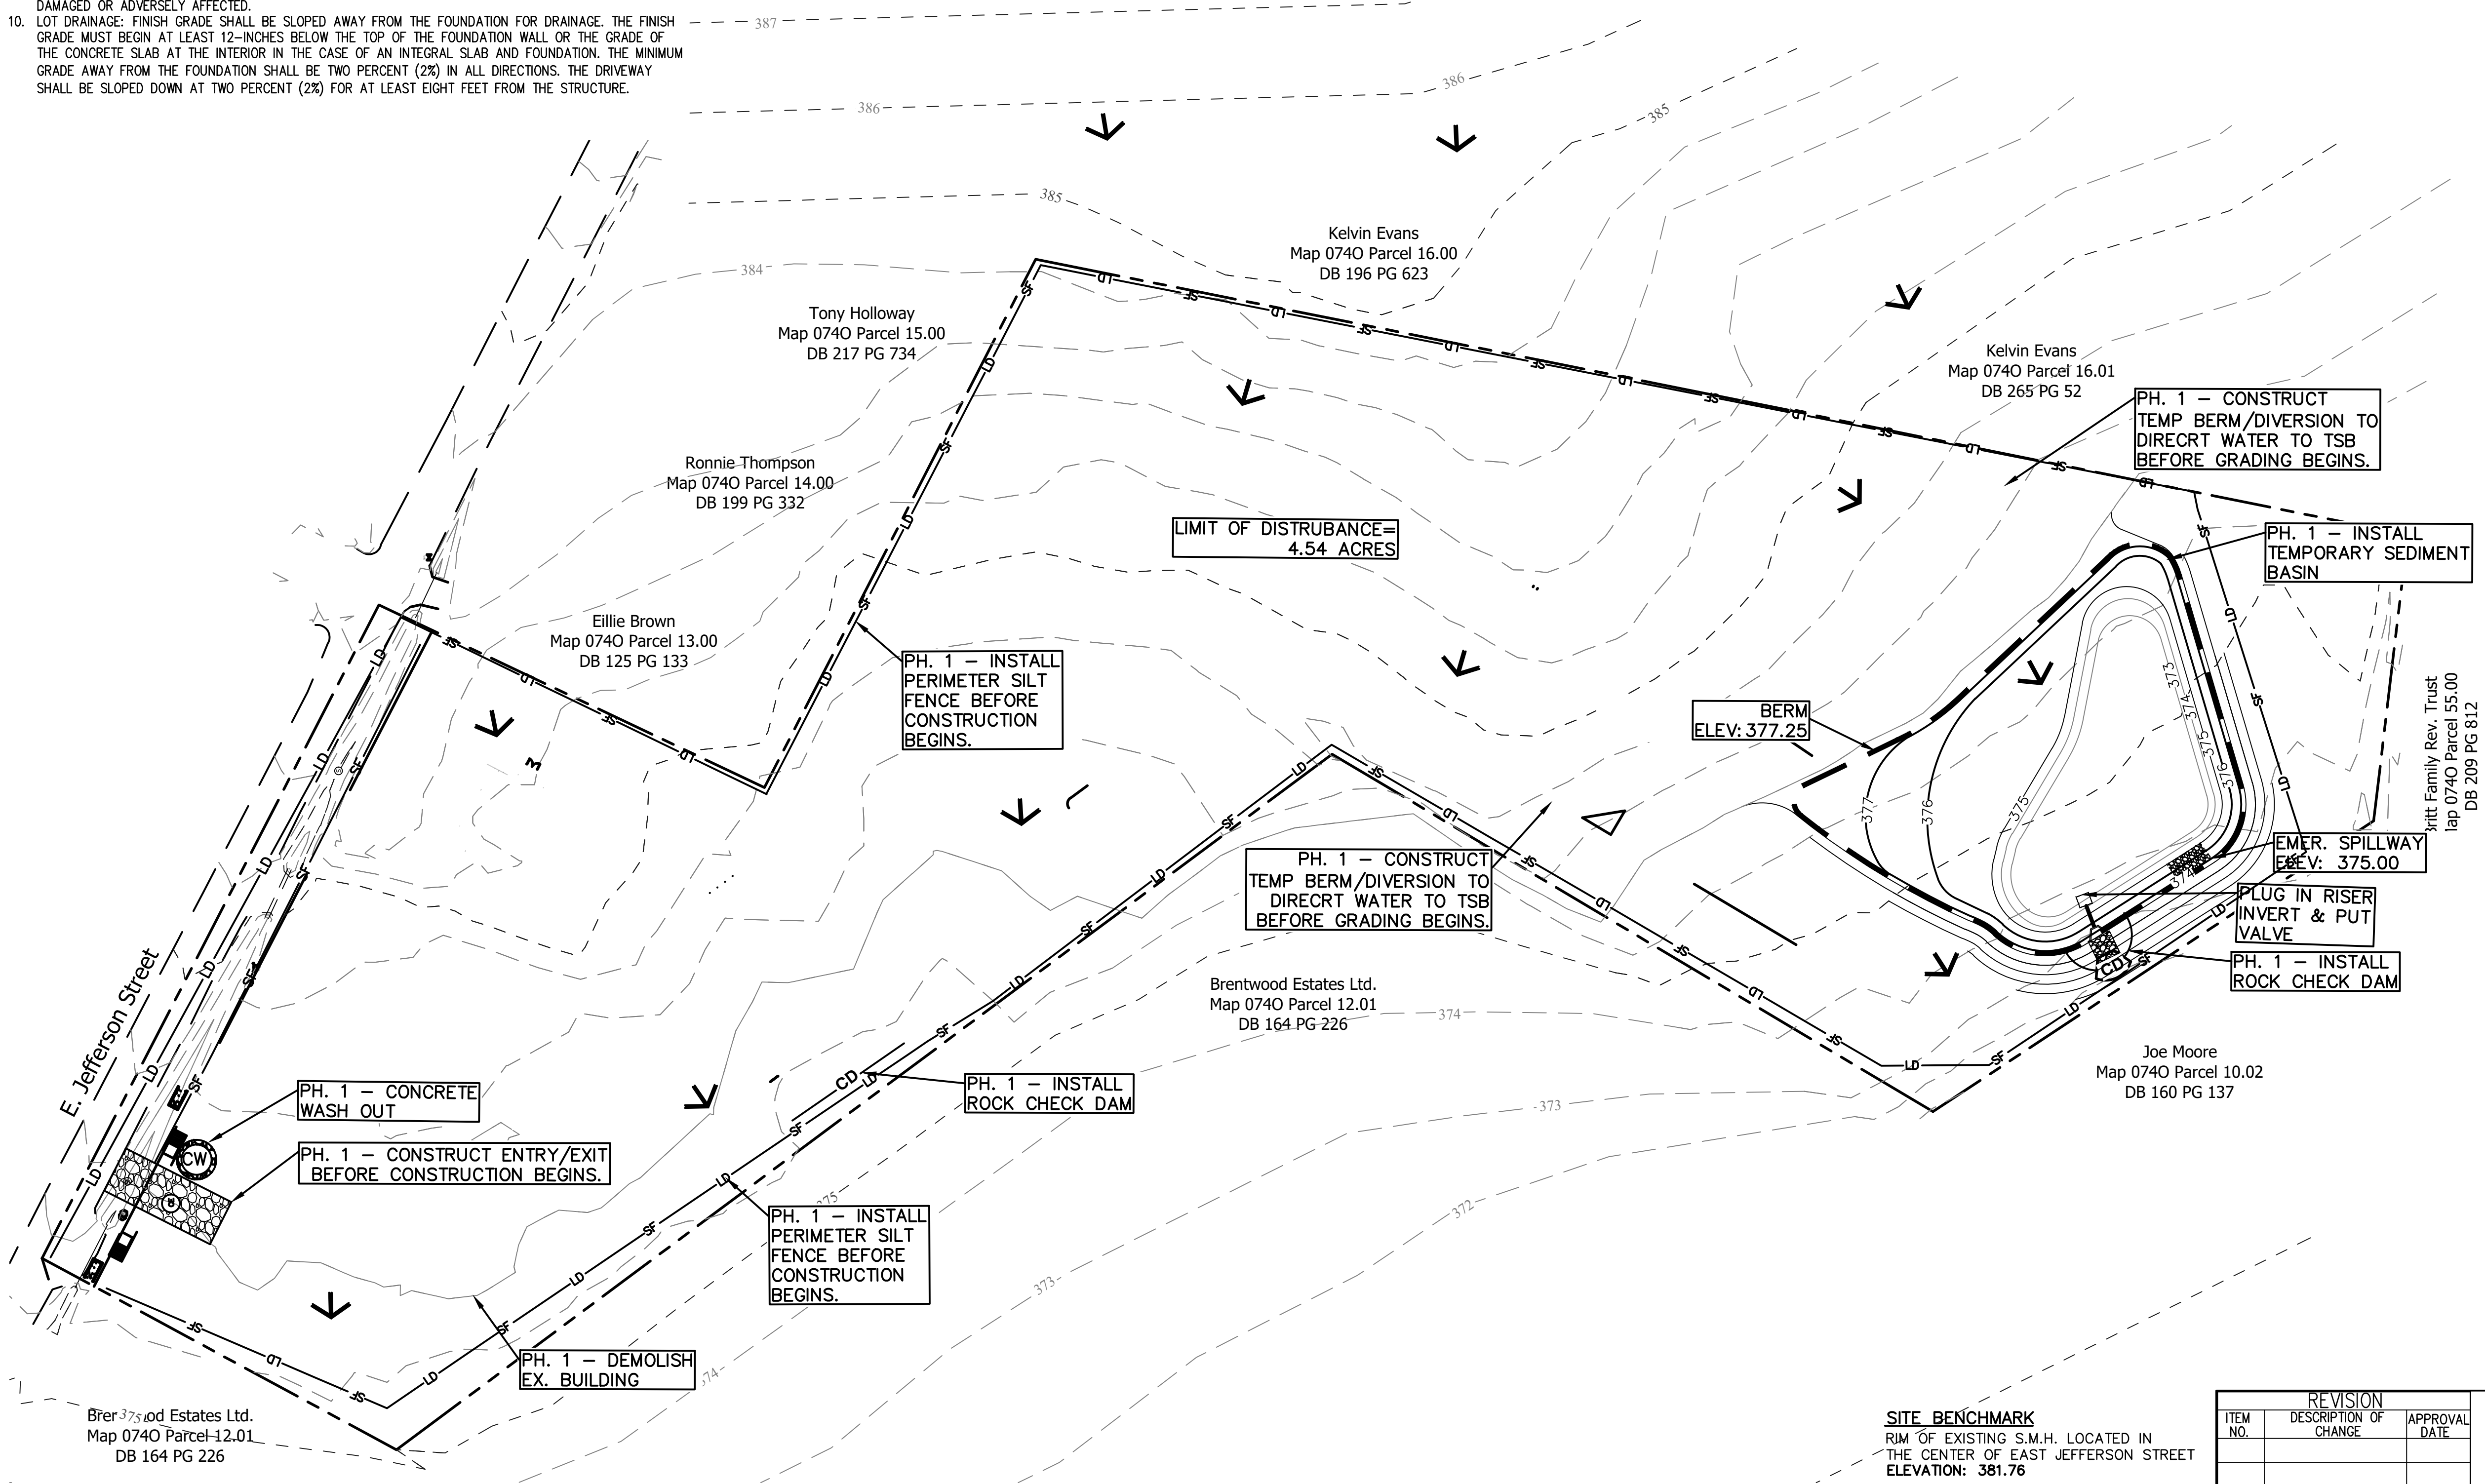 DAMAGED OR ADVERSELY AFFECTED.
10. LOT DRAINAGE: FINISH GRADE SHALL BE SLOPED AWAY FROM THE FOUNDATION FOR DRAINAGE. THE FINISH
GRADE MUST BEGIN AT LEAST 12-INCHES BELOW THE TOP OF THE FOUNDATION WALL OR THE GRADE OF
THE CONCRETE SLAB AT THE INTERIOR IN THE CASE OF AN INTEGRAL SLAB AND FOUNDATION. THE MINIMUM
GRADE AWAY FROM THE FOUNDATION SHALL BE TWO PERCENT (2%) IN ALL DIRECTIONS. THE DRIVEWAY
SHALL BE SLOPED DOWN AT TWO PERCENT (2%) FOR AT LEAST EIGHT FEET FROM THE STRUCTURE.
387
386
386
385
385
384
Kelvin Evans
Map 074O Parcel 16.00
DB 196 PG 623
Tony Holloway
Map 074O Parcel 15.00
DB 217 PG 734
Kelvin Evans
Map 074O Parcel 16.01
DB 265 PG 52
PH. 1 – CONSTRUCT
TEMP BERM/DIVERSION TO
DIRECRT WATER TO TSB
BEFORE GRADING BEGINS.
Ronnie Thompson
Map 074O Parcel 14.00
DB 199 PG 332
LIMIT OF DISTRUBANCE=
4.54 ACRES
PH. 1 – INSTALL
TEMPORARY SEDIMENT
BASIN
Eillie Brown
Map 074O Parcel 13.00
DB 125 PG 133
PH. 1 – INSTALL
PERIMETER SILT
FENCE BEFORE
CONSTRUCTION
BEGINS.
BERM
ELEV: 377.25
373
374
375
376
377
376
375
374
Britt Family Rev. Trust
Map 074O Parcel 55.00
DB 209 PG 812
EMER. SPILLWAY
ELEV: 375.00
PH. 1 – CONSTRUCT
TEMP BERM/DIVERSION TO
DIRECRT WATER TO TSB
BEFORE GRADING BEGINS.
PLUG IN RISER
INVERT & PUT
VALVE
CD
PH. 1 – INSTALL
ROCK CHECK DAM
E. Jefferson Street
Brentwood Estates Ltd.
Map 074O Parcel 12.01
DB 164 PG 226
374
Joe Moore
Map 074O Parcel 10.02
DB 160 PG 137
CD
PH. 1 – INSTALL
ROCK CHECK DAM
PH. 1 – CONCRETE
WASH OUT
CW
PH. 1 – CONSTRUCT ENTRY/EXIT
BEFORE CONSTRUCTION BEGINS.
373
372
375
PH. 1 – INSTALL
PERIMETER SILT
FENCE BEFORE
CONSTRUCTION
BEGINS.
373
374
PH. 1 – DEMOLISH
EX. BUILDING
375
Estates Ltd.
Map 074O Parcel 12.01
DB 164 PG 226
SITE BENCHMARK
RIM OF EXISTING S.M.H. LOCATED IN
THE CENTER OF EAST JEFFERSON STREET
ELEVATION: 381.76
REVISION
ITEM NO.
DESCRIPTION OF CHANGE
APPROVAL DATE